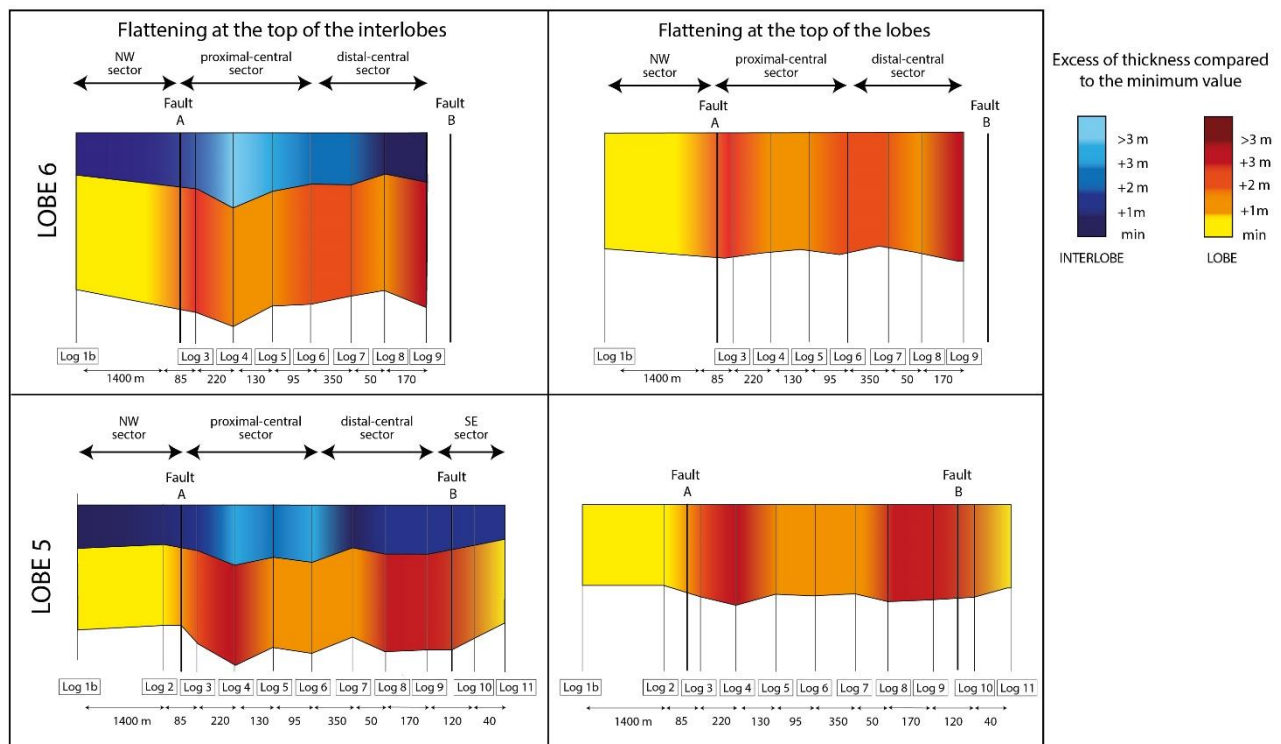 Flattening at the top of the interlobes
NW
sector
proximal-central
sector
distal-central
sector
Fault
A
Fault
B
LOBE 6
Log 1b
Log 3
Log 4
Log 5
Log 6
Log 7
Log 8
Log 9
1400 m
85
220
130
95
350
50
170
Flattening at the top of the lobes
NW
sector
proximal-central
sector
distal-central
sector
Fault
A
Fault
B
Log 1b
Log 3
Log 4
Log 5
Log 6
Log 7
Log 8
Log 9
1400 m
85
220
130
95
350
50
170
Excess of thickness compared
to the minimum value
>3 m
+3 m
+2 m
+1m
min
INTERLOBE
>3 m
+3 m
+2 m
+1m
min
LOBE
NW
sector
proximal-central
sector
distal-central
sector
SE
sector
Fault
A
Fault
B
LOBE 5
Log 1b
Log 2
Log 3
Log 4
Log 5
Log 6
Log 7
Log 8
Log 9
Log 10
Log 11
1400 m
85
220
130
95
350
50
170
120
40
Fault
A
Fault
B
Log 1b
Log 2
Log 3
Log 4
Log 5
Log 6
Log 7
Log 8
Log 9
Log 10
Log 11
1400 m
85
220
130
95
350
50
170
120
40